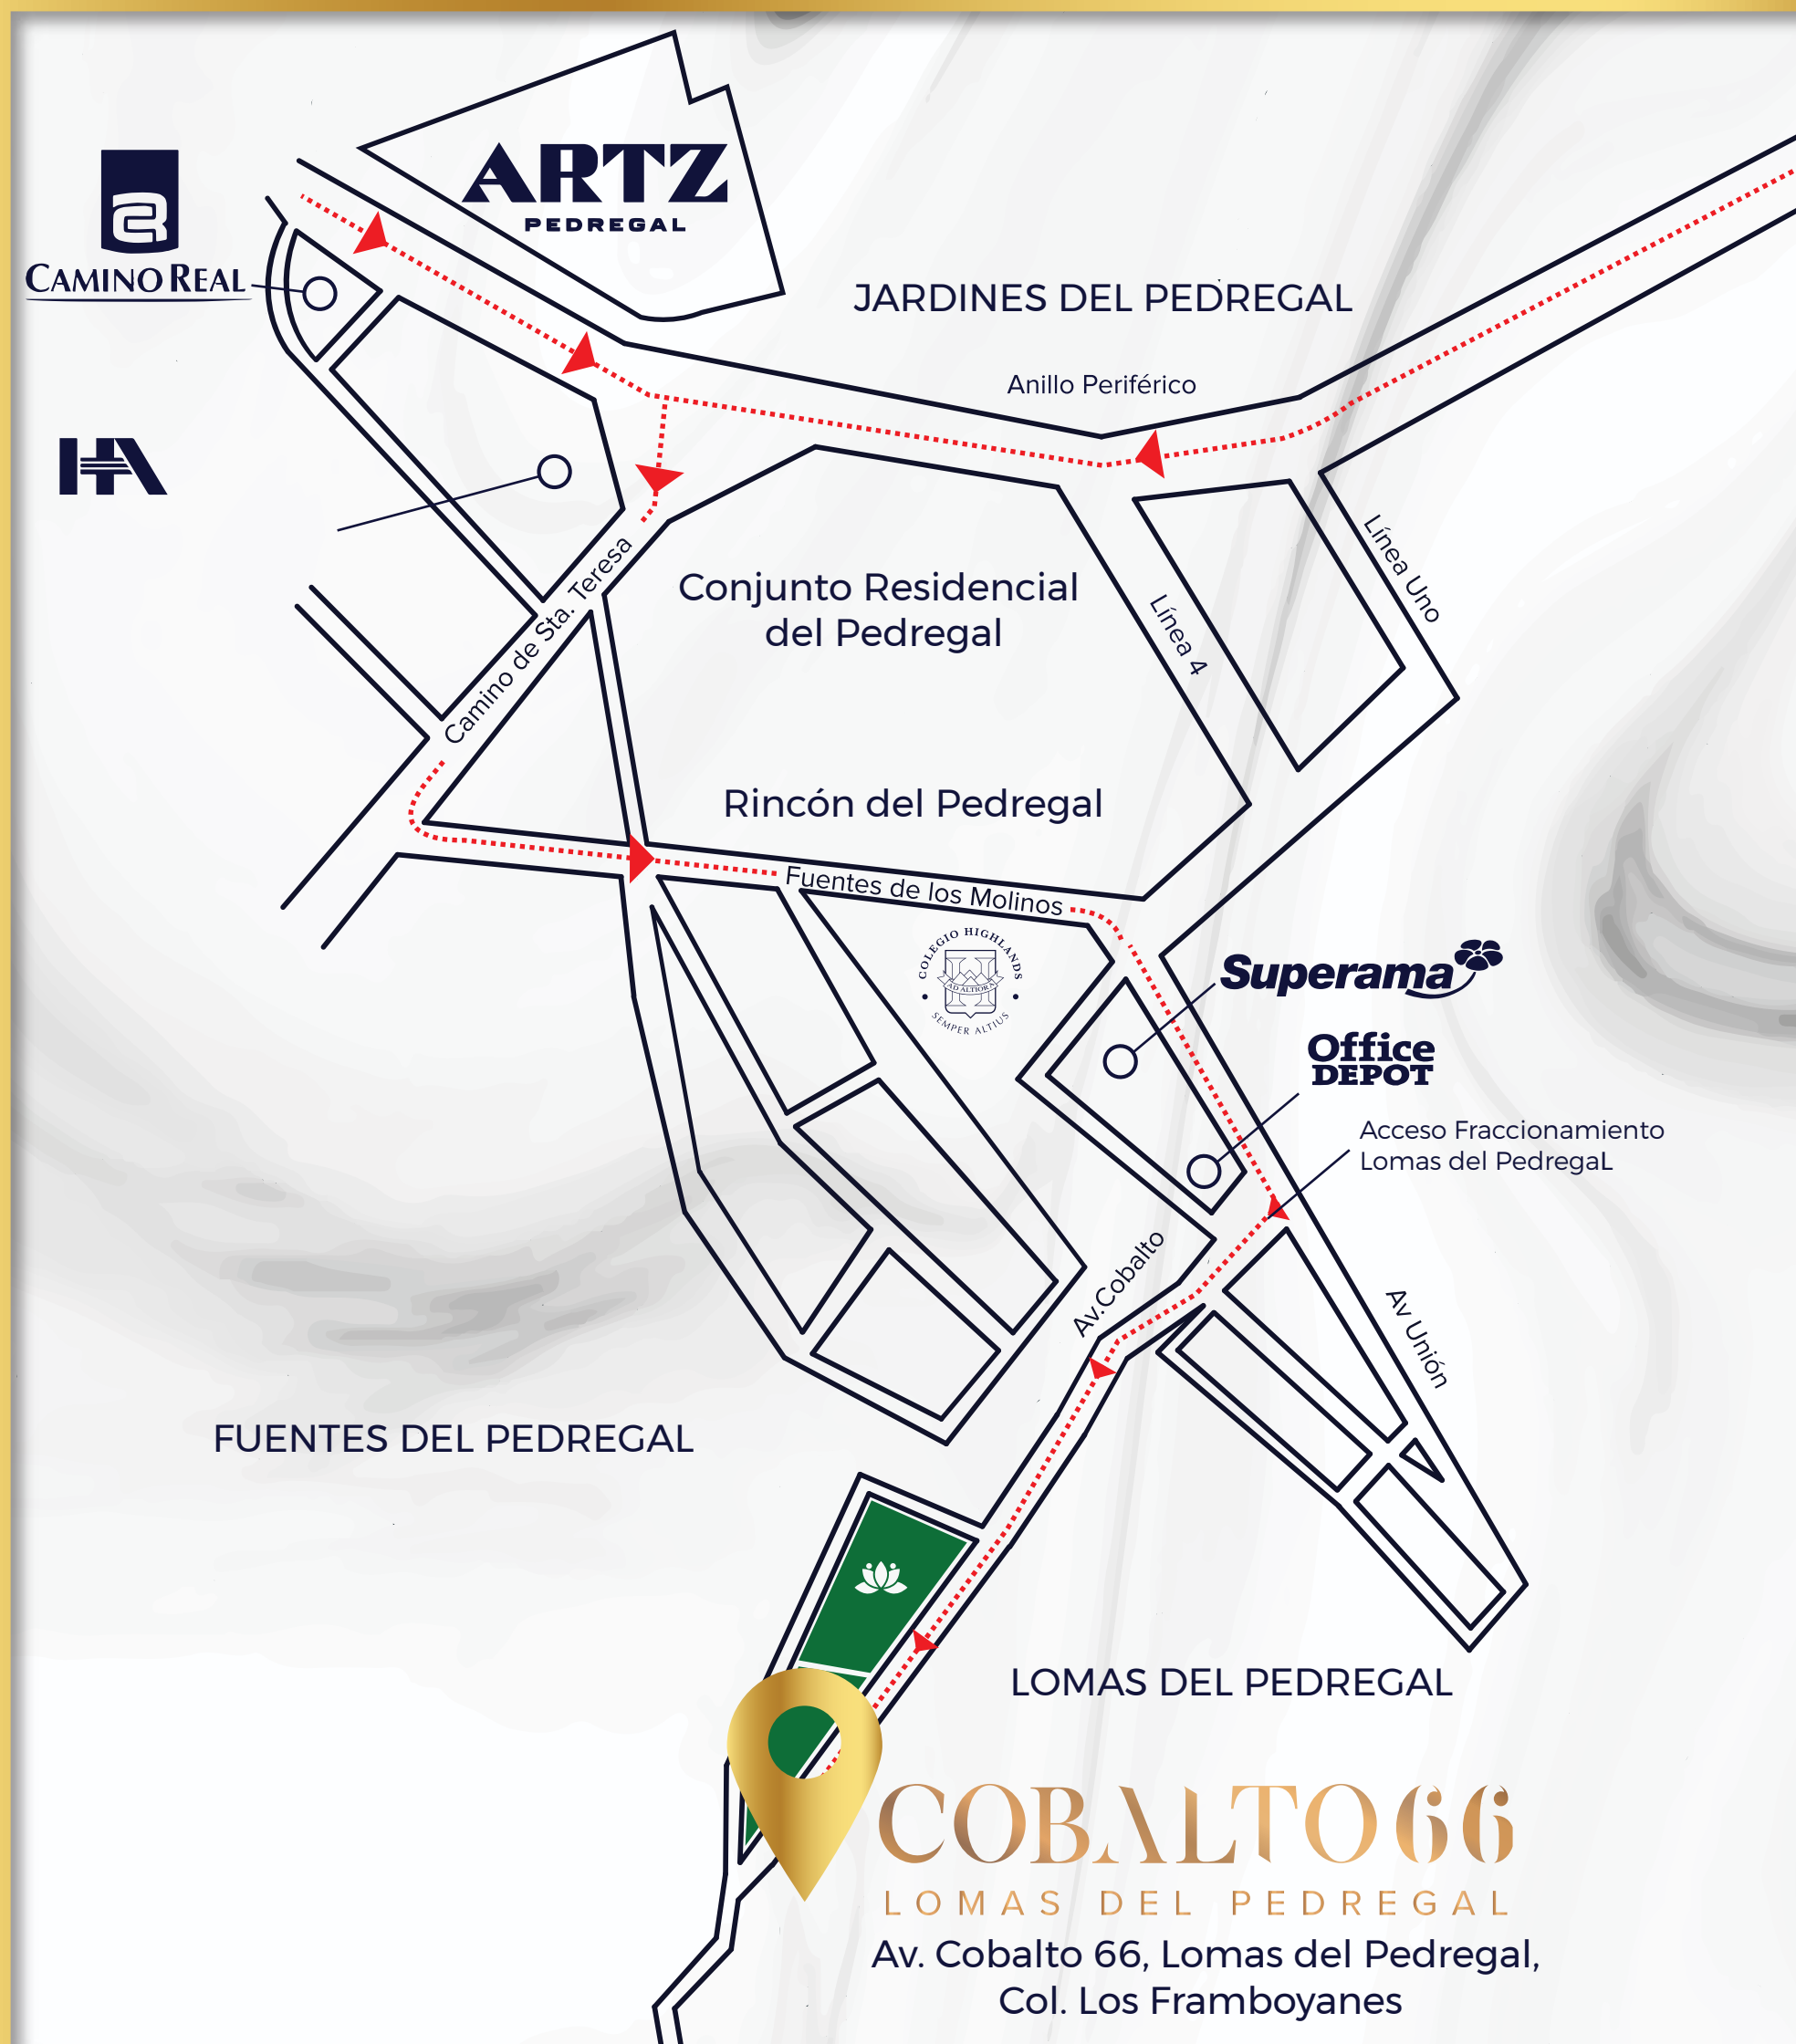 ARTZ
PEDREGAL
CAMINO REAL
JARDINES DEL PEDREGAL
Anillo Periférico
HA
Línea Uno
Camino de Sta. Teresa
Conjunto Residencial
del Pedregal
Línea 4
Rincón del Pedregal
Fuentes de los Molinos
COLEGIO HIGHLANDS
AD ALTIORA
SEMPER ALTIUS
Superama
Office
DEPOT
Acceso Fraccionamiento
Lomas del PedregaL
Av.Cobalto
Av Unión
FUENTES DEL PEDREGAL
LOMAS DEL PEDREGAL
COBALTO 66
LOMAS DEL PEDREGAL
Av. Cobalto 66, Lomas del Pedregal,
Col. Los Framboyanes